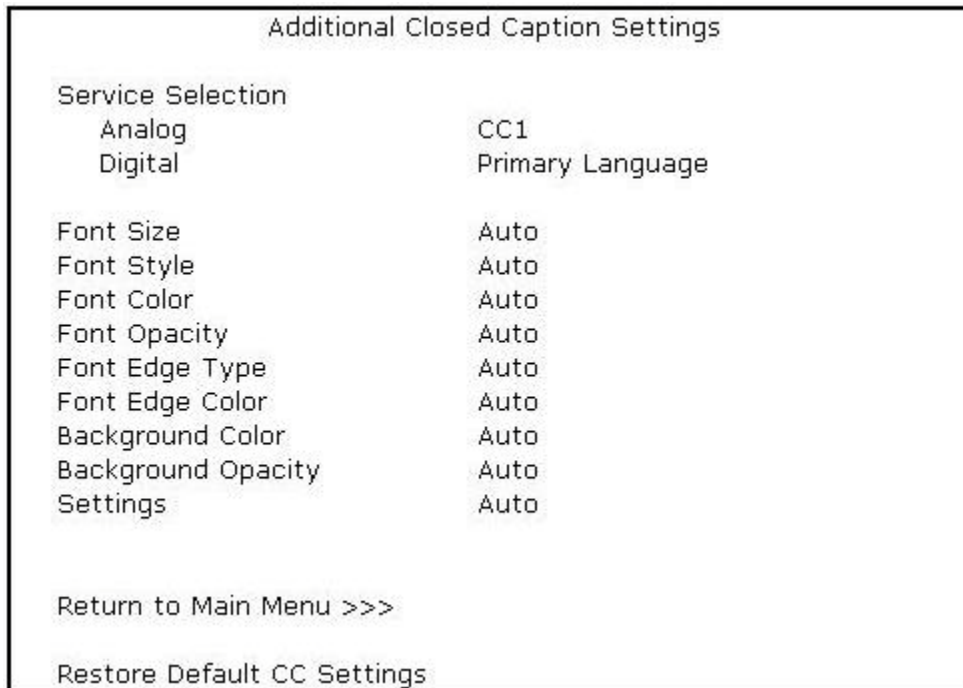 Additional Closed Caption Settings
Service Selection
Analog CC1
Digital Primary Language
Font Size Auto
Font Style Auto
Font Color Auto
Font Opacity Auto
Font Edge Type Auto
Font Edge Color Auto
Background Color Auto
Background Opacity Auto
Settings Auto
Return to Main Menu >>>
Restore Default CC Settings